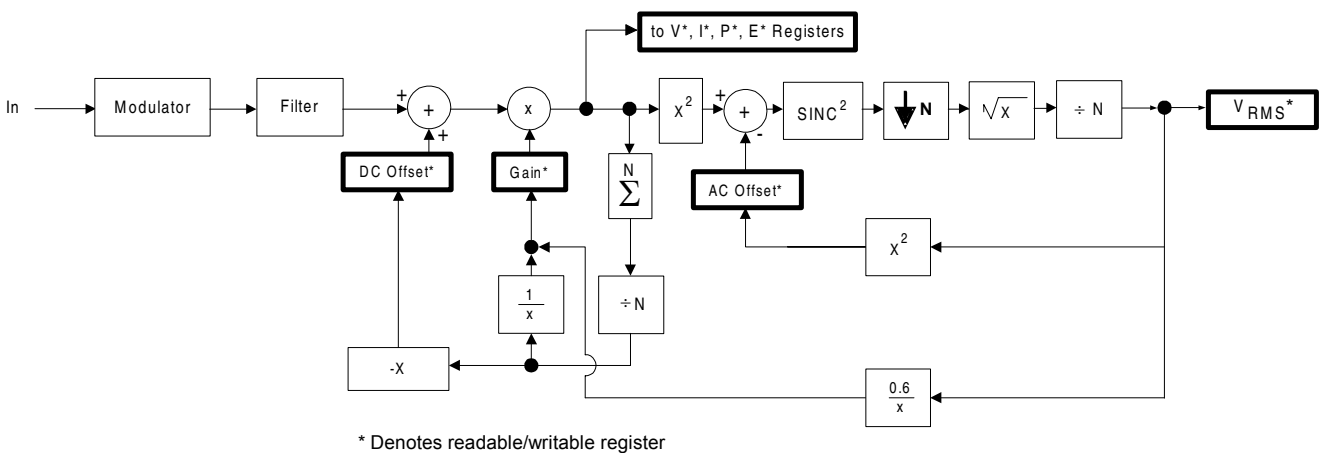 to V*, I*, P*, E* Registers
In
Modulator
Filter
+
+
+
x
X²
+
+
-
SINC²
N
√x
÷ N
V RMS*
DC Offset*
Gain*
N
Σ
AC Offset*
X²
1
x
÷ N
-X
0.6
x
* Denotes readable/writable register